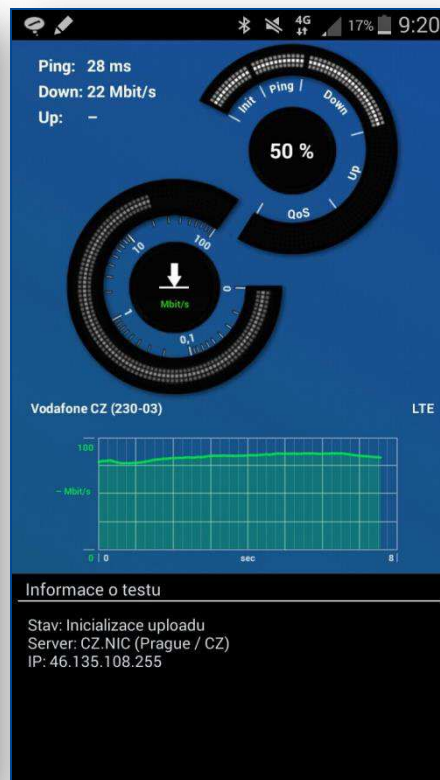 4G 17% 9:20
Ping: 28 ms
Down: 22 Mbit/s
Up: –
Init Ping Down Up QoS
50 %
0 0,1 1 10 100
Mbit/s
Vodafone CZ (230-03) LTE
100
– Mbit/s
0 0 sec 8
Informace o testu
Stav: Inicializace uploadu
Server: CZ.NIC (Prague / CZ)
IP: 46.135.108.255